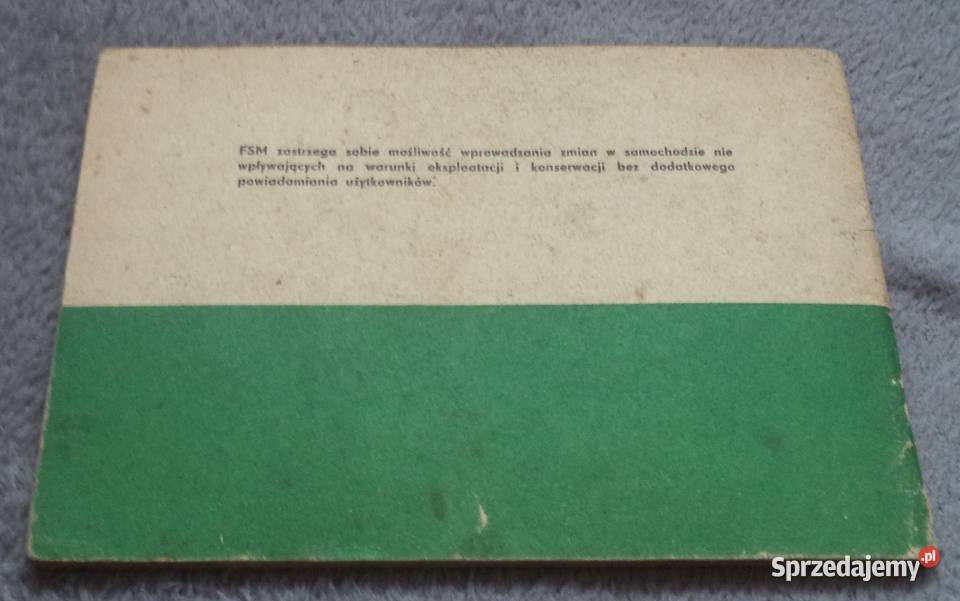 FSM zastrzega sobie możliwość wprowadzania zmian w samochodzie nie
wpływających na warunki eksploatacji i konserwacji bez dodatkowego
powiadamiania użytkowników.
Sprzedajemy.pl